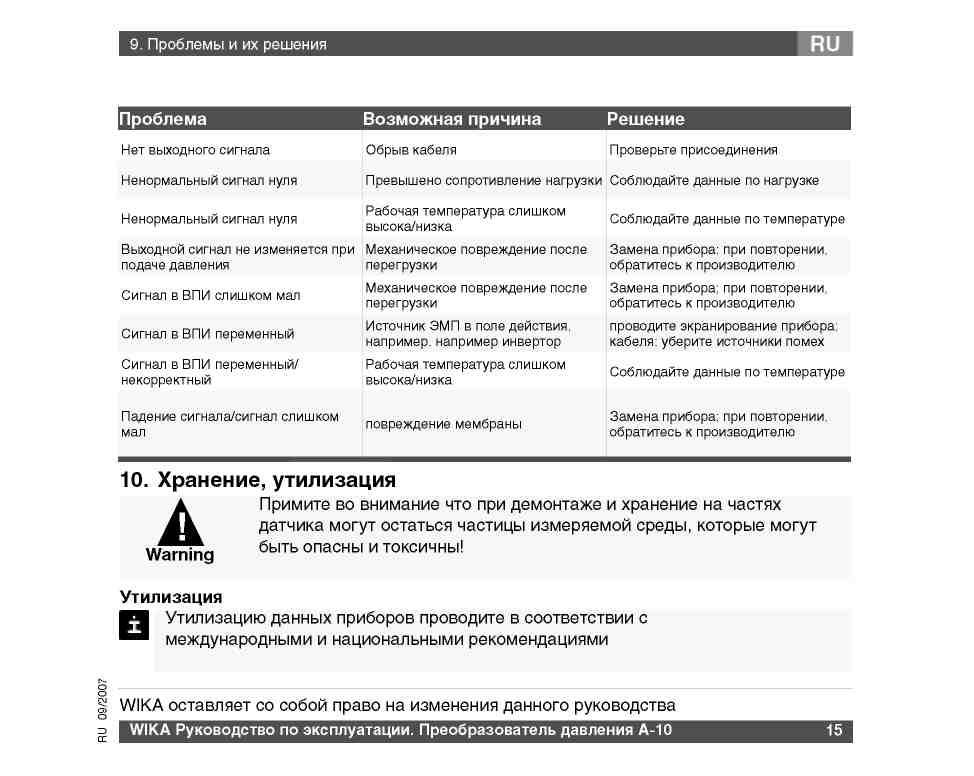 9. Проблемы и их решения
RU
Проблема Возможная причина Решение
Нет выходного сигнала Обрыв кабеля Проверьте присоединения
Ненормальный сигнал нуля Превышено сопротивление нагрузки Соблюдайте данные по нагрузке
Ненормальный сигнал нуля Рабочая температура слишком
высока/низка Соблюдайте данные по температуре
Выходной сигнал не изменяется при
подаче давления Механическое повреждение после
перегрузки Замена прибора; при повторении,
обратитесь к производителю
Сигнал в ВПИ слишком мал Механическое повреждение после
перегрузки Замена прибора; при повторении,
обратитесь к производителю
Сигнал в ВПИ переменный Источник ЭМП в поле действия,
например, например инвертор проводите экранирование прибора;
кабеля; уберите источники помех
Сигнал в ВПИ переменный/
некорректный Рабочая температура слишком
высока/низка Соблюдайте данные по температуре
Падение сигнала/сигнал слишком
мал повреждение мембраны Замена прибора; при повторении,
обратитесь к производителю
10. Хранение, утилизация
Примите во внимание что при демонтаже и хранение на частях
датчика могут остаться частицы измеряемой среды, которые могут
быть опасны и токсичны!
Warning
Утилизация
Утилизацию данных приборов проводите в соответствии с
международными и национальными рекомендациями
WIKA оставляет со собой право на изменения данного руководства
WIKA Руководство по эксплуатации. Преобразователь давления А-10 15
RU 09/2007